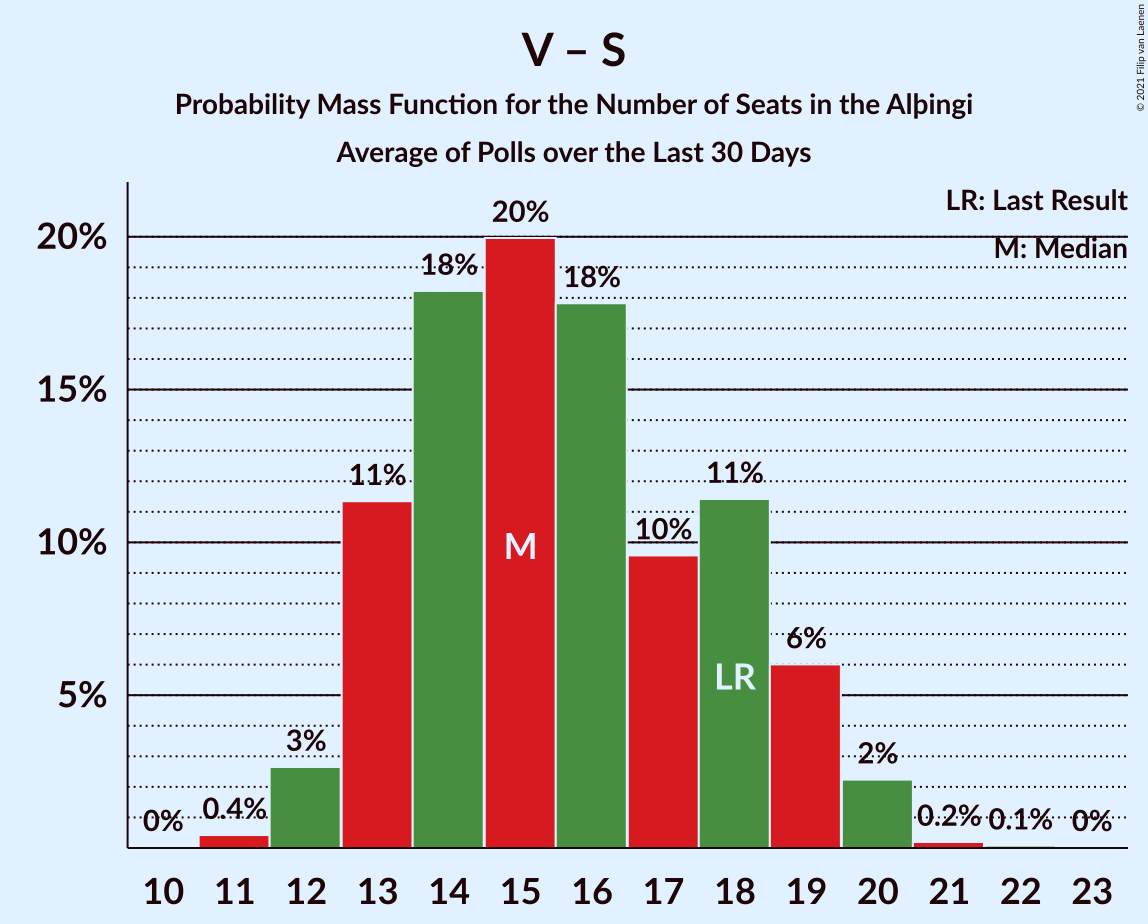 V – S
Probability Mass Function for the Number of Seats in the Alþingi
Average of Polls over the Last 30 Days
© 2021 Filip van Laenen
LR: Last Result
M: Median
20%
15%
10%
5%
0%
0.4%
3%
11%
18%
20%
18%
10%
11%
6%
2%
0.2%
0.1%
0%
M
LR
10 11 12 13 14 15 16 17 18 19 20 21 22 23